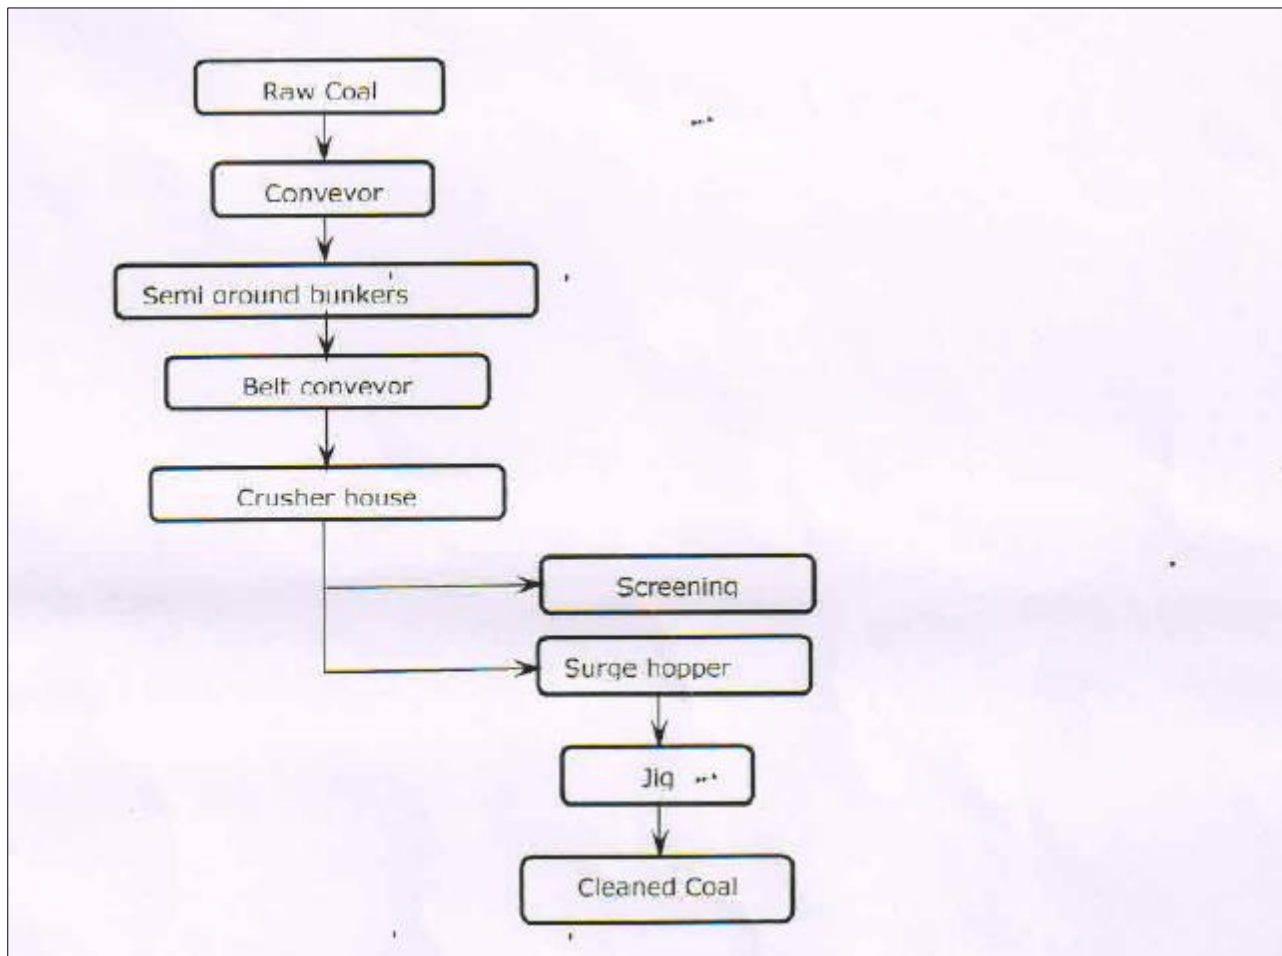 Raw Coal
Conveyor
Semi ground bunkers
Belt conveyor
Crusher house
Screening
Surge hopper
Jig
Cleaned Coal